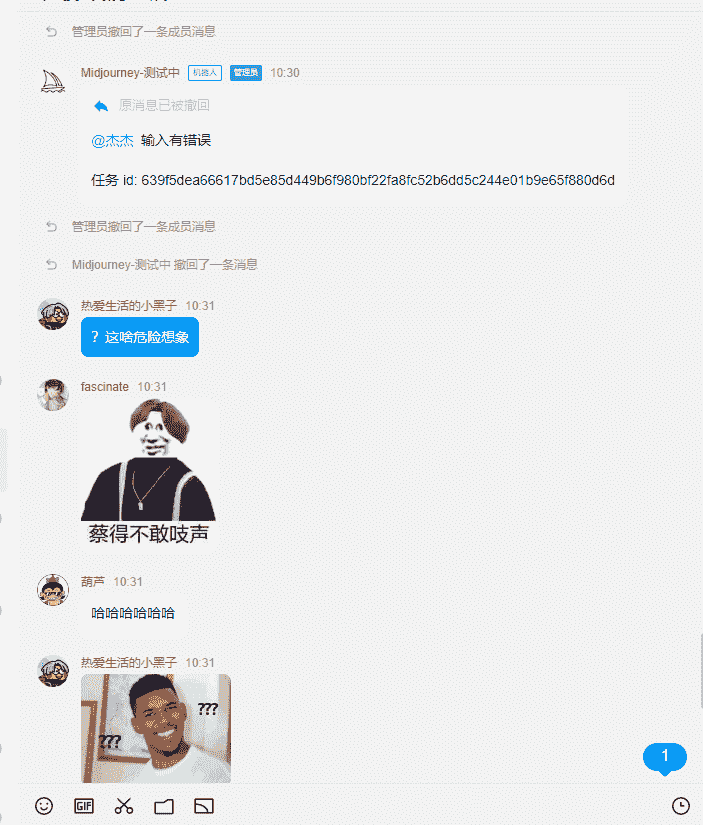 管理员撤回了一条成员消息
Midjourney-测试中 机器人 管理员 10:30
原消息已被撤回
@杰杰 输入有错误
任务 id: 639f5dea66617bd5e85d449b6f980bf22fa8fc52b6dd5c244e01b9e65f880d6d
管理员撤回了一条成员消息
Midjourney-测试中 撤回了一条消息
热爱生活的小黑子 10:31
？这啥危险想象
fascinate 10:31
蔡得不敢吱声
葫芦 10:31
哈哈哈哈哈哈
热爱生活的小黑子 10:31
???
???
1
GIF